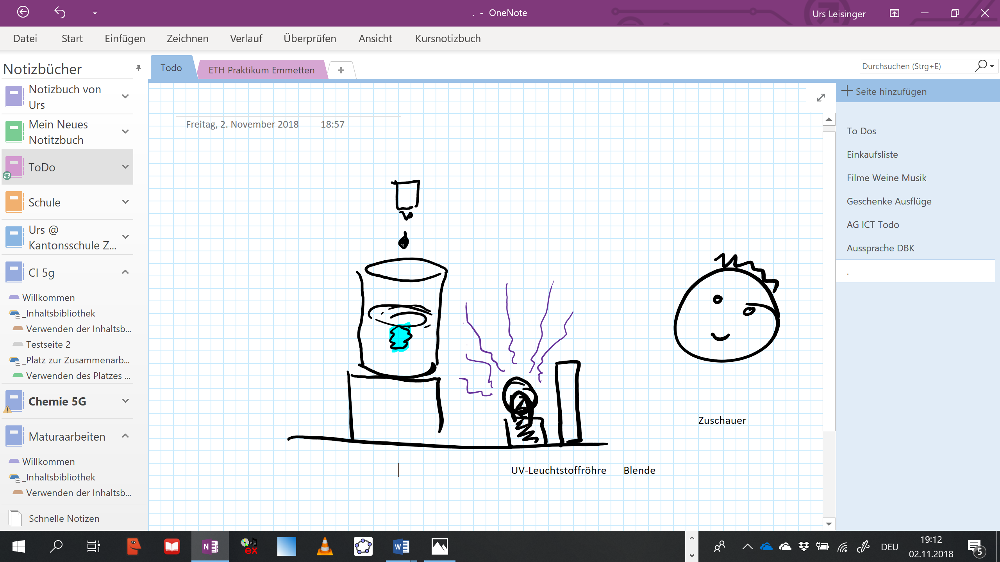 . - OneNote
Urs Leisinger
Datei Start Einfügen Zeichnen Verlauf Überprüfen Ansicht Kursnotizbuch
Notizbücher
Notizbuch von
Urs
Mein Neues
Notitzbuch
ToDo
Schule
Urs @
Kantonsschule Z...
CI 5g
Willkommen
_Inhaltsbibliothek
Verwenden der Inhaltsb...
Testseite 2
_Platz zur Zusammenarb...
Verwenden des Platzes ...
Chemie 5G
Maturaarbeiten
Willkommen
_Inhaltsbibliothek
Verwenden der Inhaltsb...
Schnelle Notizen
Todo ETH Praktikum Emmetten +
Durchsuchen (Strg+E)
Freitag, 2. November 2018 18:57
Zuschauer
UV-Leuchtstoffröhre Blende
Seite hinzufügen
To Dos
Einkaufsliste
Filme Weine Musik
Geschenke Ausflüge
AG ICT Todo
Aussprache DBK
.
N
ex
W
DEU
19:12
02.11.2018
5